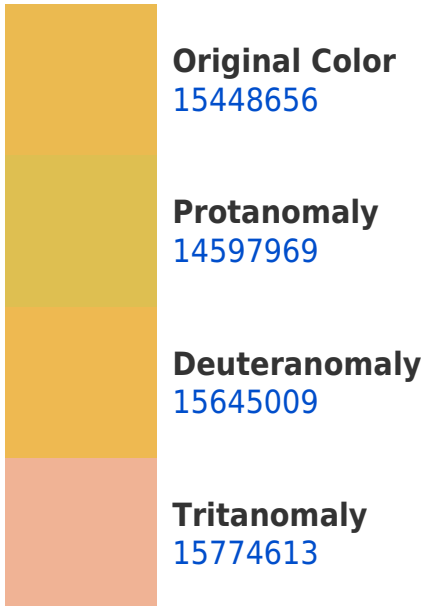 Original Color
15448656
Protanomaly
14597969
Deuteranomaly
15645009
Tritanomaly
15774613